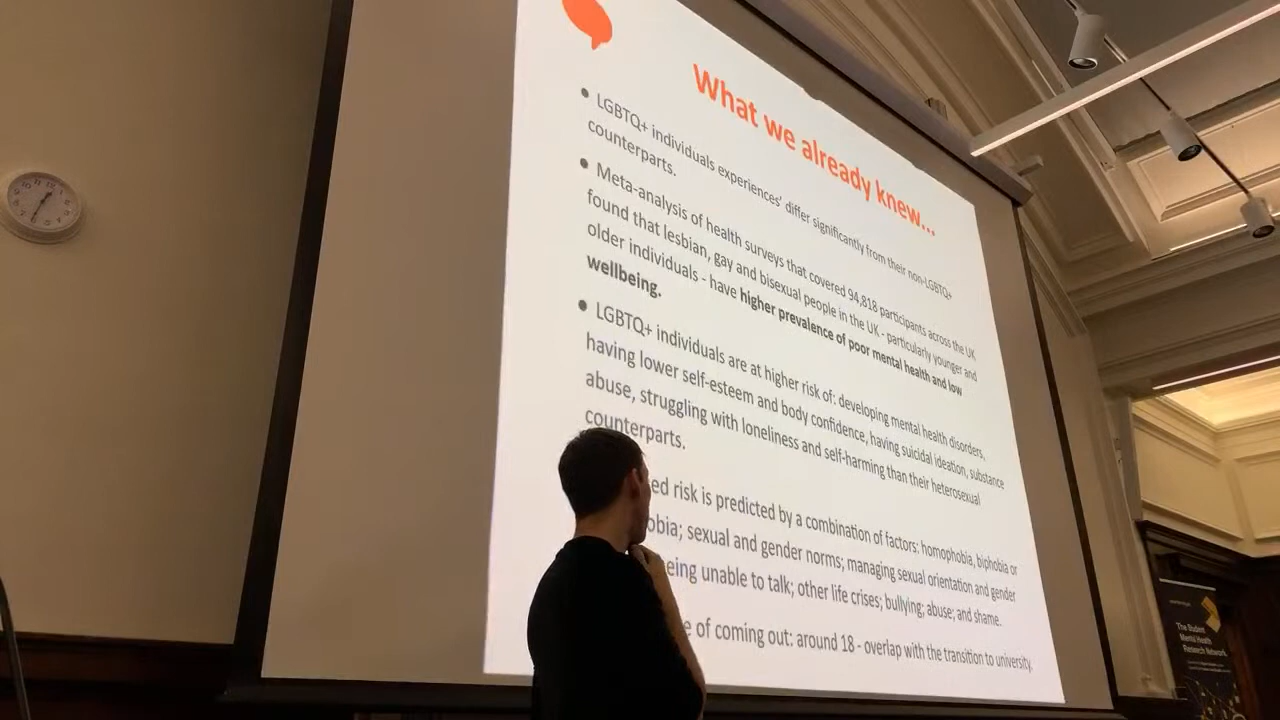 What we already knew...
LGBTQ+ individuals experiences' differ significantly from their non-LGBTQ+
counterparts.
Meta-analysis of health surveys that covered 94,818 participants across the UK
found that lesbian, gay and bisexual people in the UK - particularly younger and
older individuals - have higher prevalence of poor mental health and low
wellbeing.
LGBTQ+ individuals are at higher risk of: developing mental health disorders,
having lower self-esteem and body confidence, having suicidal ideation, substance
abuse, struggling with loneliness and self-harming than their heterosexual
counterparts.
risk is predicted by a combination of factors: homophobia, biphobia or
sexual and gender norms; managing sexual orientation and gender
unable to talk; other life crises; bullying; abuse; and shame.
of coming out: around 18 - overlap with the transition to university.
The Student
Mental Health
Research Network